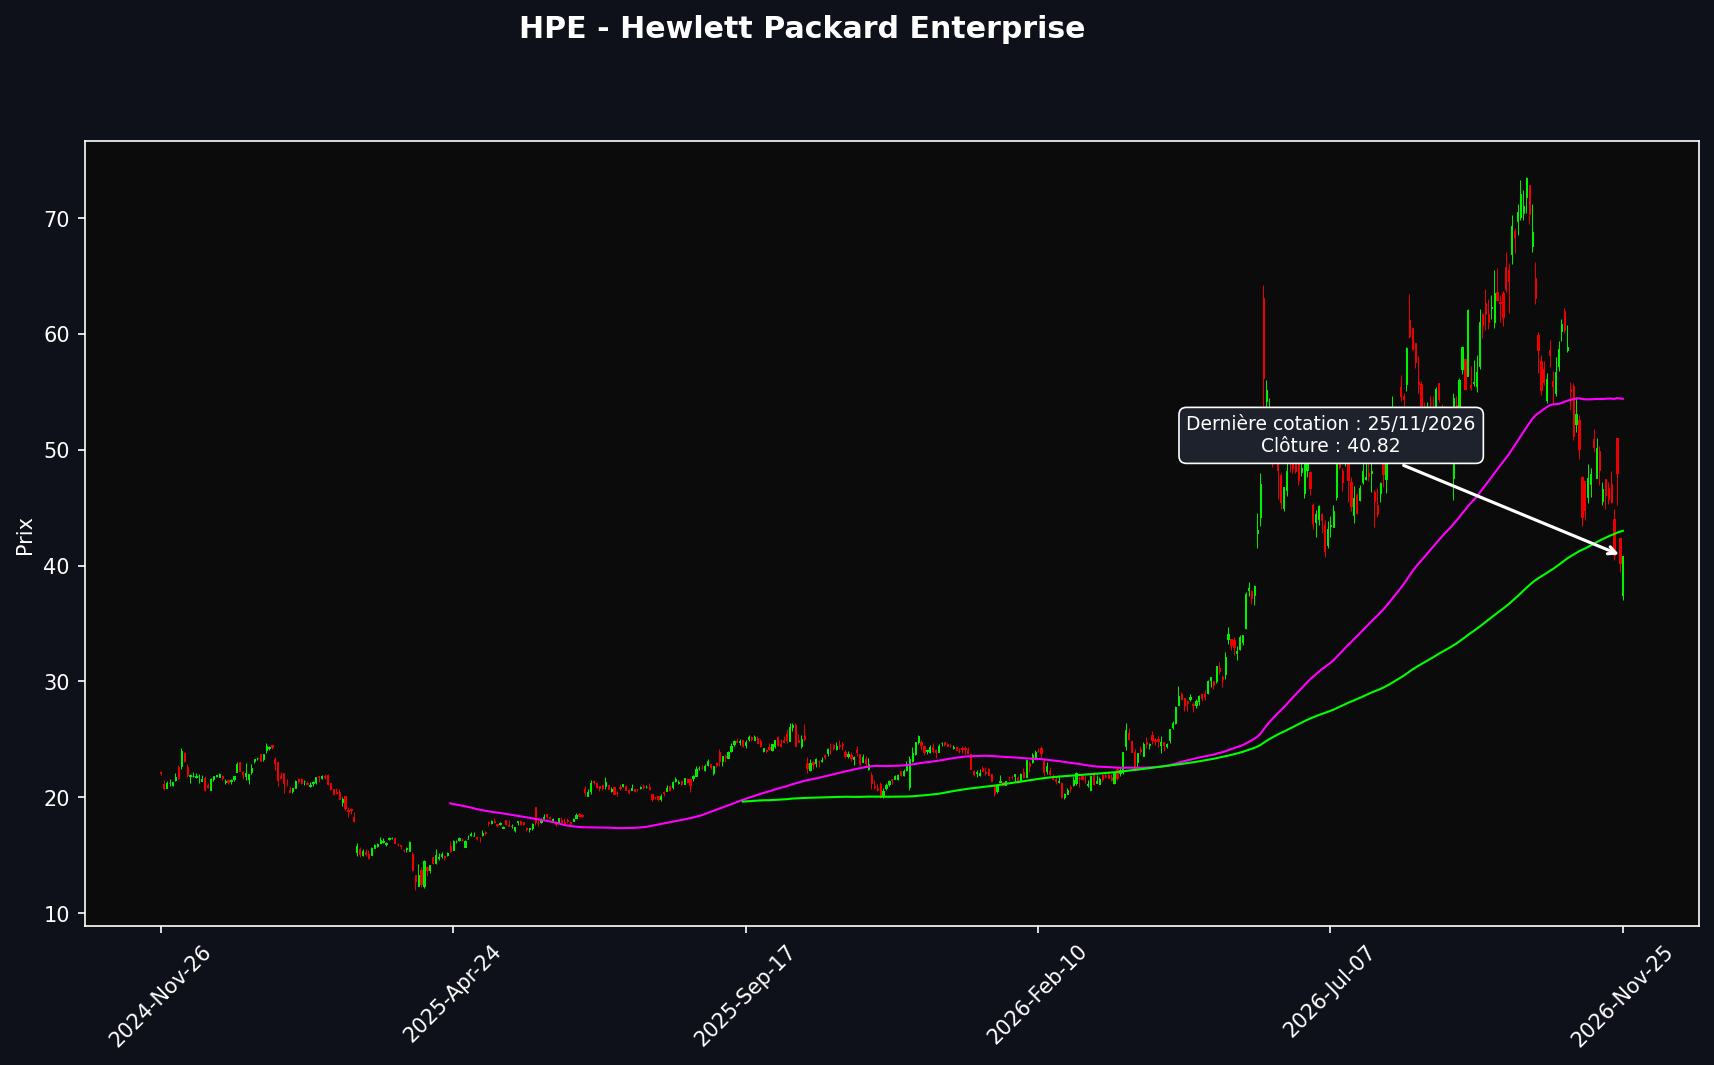 HPE - Hewlett Packard Enterprise
Prix
70
60
50
40
30
20
10
Dernière cotation : 25/11/2026
Clôture : 40.82
2024-Nov-26
2025-Apr-24
2025-Sep-17
2026-Feb-10
2026-Jul-07
2026-Nov-25